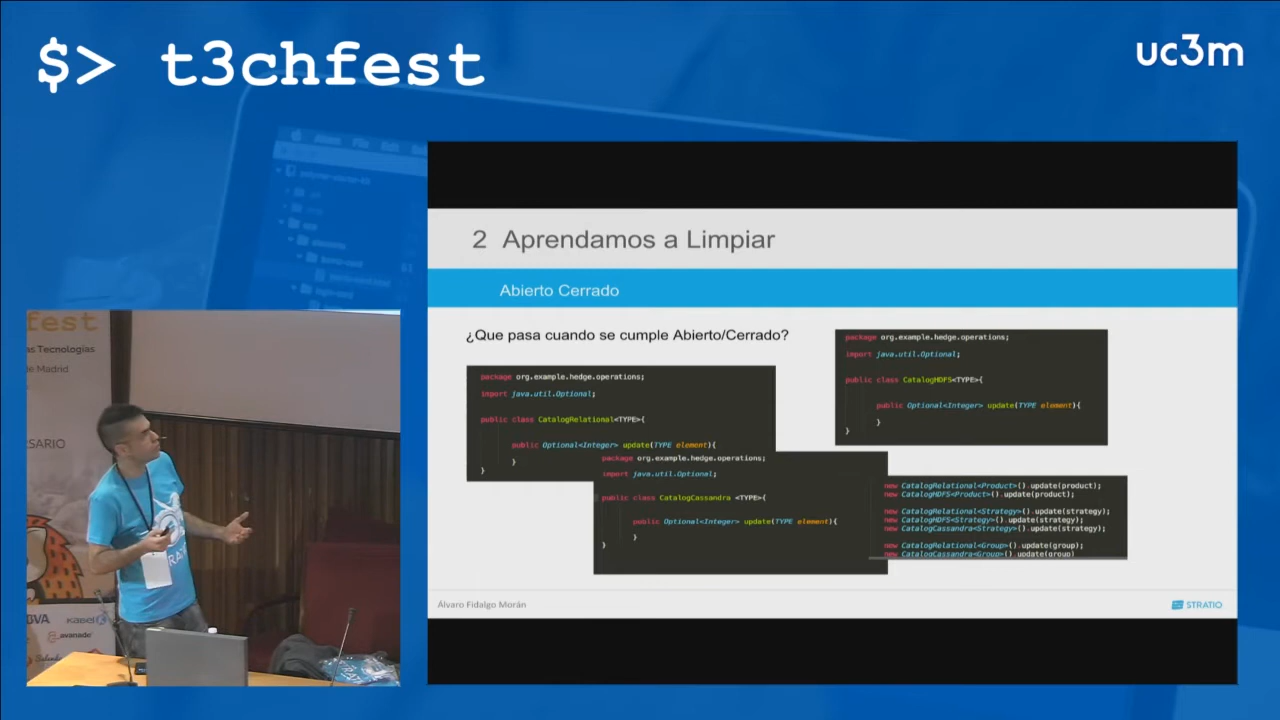 $> t3chfest
uc3m
2 Aprendamos a Limpiar
Abierto Cerrado
¿Que pasa cuando se cumple Abierto/Cerrado?
package org.example.hedge.operations;
import java.util.Optional;
public class CatalogRelational<TYPE>{
public Optional<Integer> update(TYPE element){
}
}
package org.example.hedge.operations;
import java.util.Optional;
public class CatalogCassandra <TYPE>{
public Optional<Integer> update(TYPE element){
}
}
package org.example.hedge.operations;
import java.util.Optional;
public class CatalogHDFS<TYPE>{
public Optional<Integer> update(TYPE element){
}
}
new CatalogRelational<Product>().update(product);
new CatalogHDFS<Product>().update(product);
new CatalogRelational<Strategy>().update(strategy);
new CatalogHDFS<Strategy>().update(strategy);
new CatalogCassandra<Strategy>().update(strategy);
new CatalogRelational<Group>().update(group);
new CatalogCassandra<Group>().update(group)
Álvaro Fidalgo Morán
STRATIO
fest
as Tecnologías
de Madrid
SARIO
BVA
Kabel
avanade